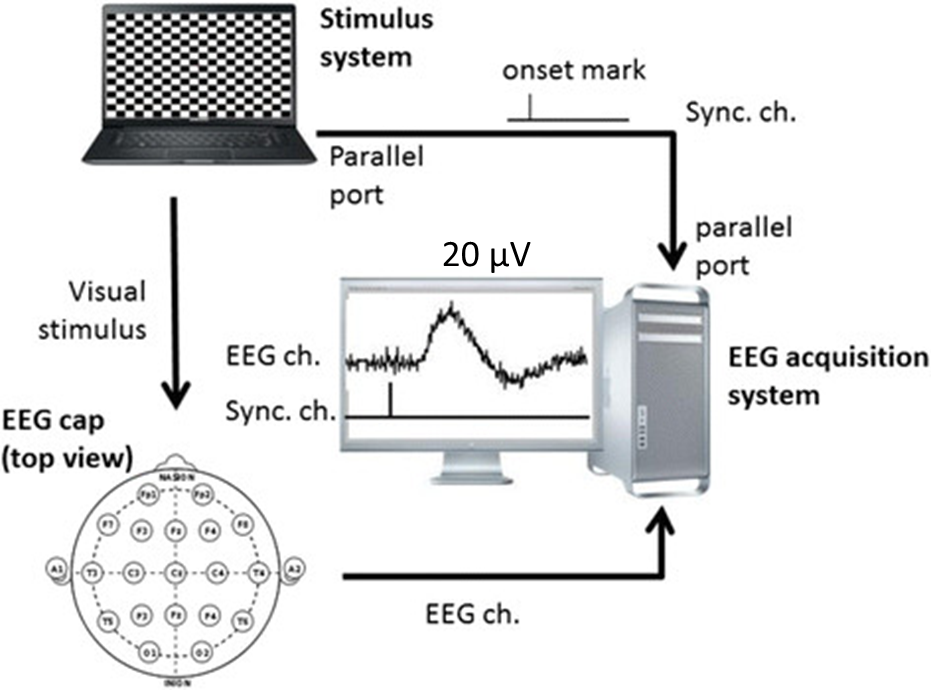 Stimulus
system
onset mark
Sync. ch.
Parallel
port
parallel
port
Visual
stimulus
20 µV
EEG ch.
Sync. ch.
EEG acquisition
system
EEG cap
(top view)
NASION
Fp1 Fp2
F7 F3 Fz F4 F8
A1 T3 C3 Cz C4 T4 A2
T5 P3 Pz P4 T6
O1 O2
INION
EEG ch.